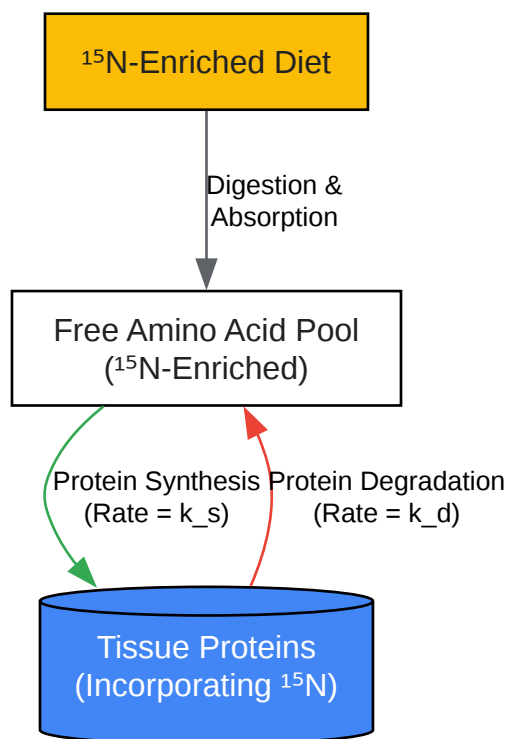 ¹⁵N-Enriched Diet
Digestion &
Absorption
Free Amino Acid Pool
(¹⁵N-Enriched)
Protein Synthesis
(Rate = k_s)
Protein Degradation
(Rate = k_d)
Tissue Proteins
(Incorporating ¹⁵N)